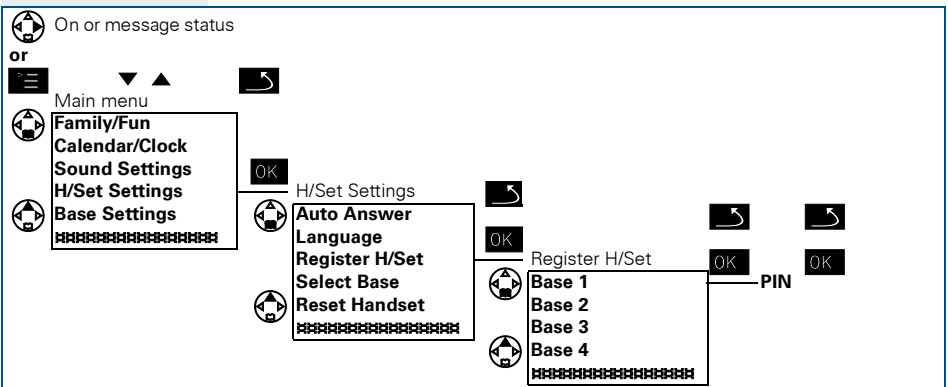 On or message status
or
Main menu
Family/Fun
Calendar/Clock
Sound Settings
H/Set Settings
Base Settings
OK
H/Set Settings
Auto Answer
Language
Register H/Set
Select Base
Reset Handset
OK
Register H/Set
Base 1
Base 2
Base 3
Base 4
OK
PIN
OK